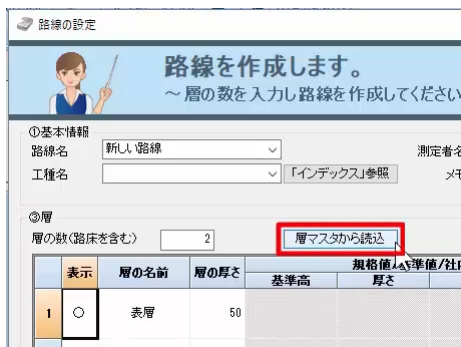 路線の設定
路線を作成します。
～層の数を入力し路線を作成してください
①基本情報
路線名 新しい路線 測定者名
工種名 「インデックス」参照
③層
層の数(路床を含む) 2 層マスタから読込
表示 層の名前 層の厚さ
基準高 厚さ
1 ○ 表層 50